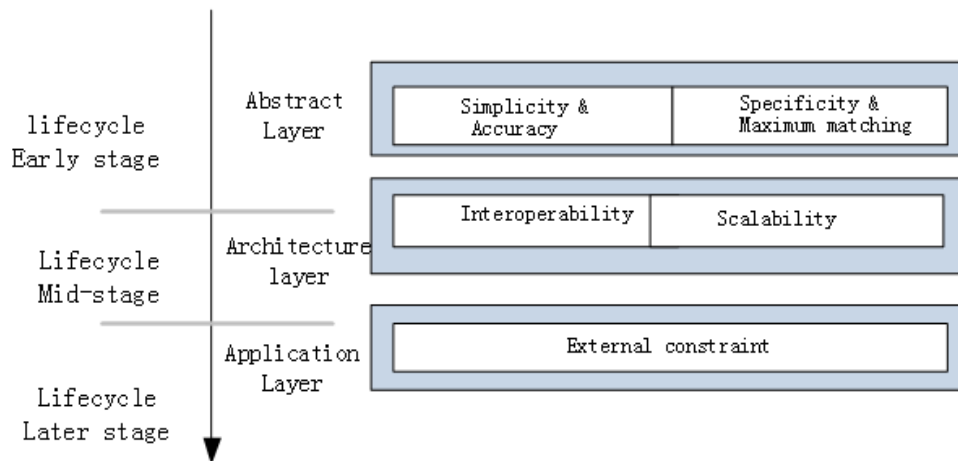 lifecycle
Early stage
Abstract
Layer
Simplicity &
Accuracy
Specificity &
Maximum matching
Lifecycle
Mid-stage
Architecture
layer
Interoperability
Scalability
Lifecycle
Later stage
Application
Layer
External constraint